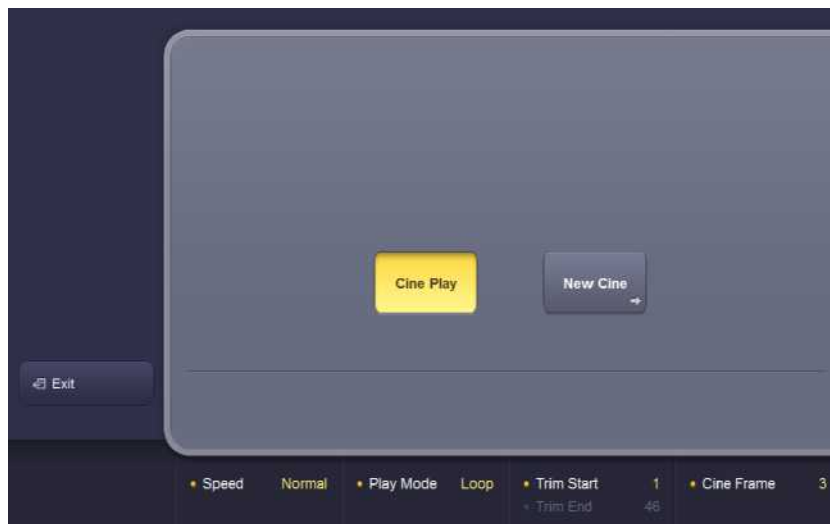 Cine Play
New Cine
Exit
Speed Normal
Play Mode Loop
Trim Start 1
Trim End 46
Cine Frame 3